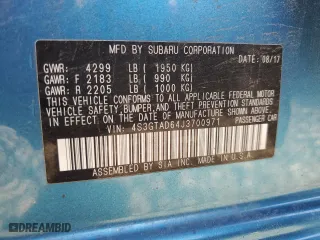 MFD BY SUBARU CORPORATION
GVWR: 4299 LB ( 1950 KG) DATE: 08/17
GAWR: F 2183 LB ( 990 KG)
GAWR: R 2205 LB ( 1000 KG)
THIS VEHICLE CONFORMS TO ALL APPLICABLE FEDERAL MOTOR
VEHICLE SAFETY, BUMPER, AND THEFT PREVENTION STANDARDS
IN EFFECT ON THE DATE OF MANUFACTURE SHOWN ABOVE.
VIN: 4S3GTAD64J3700971 PASSENGER CAR
BY S.I.A. INC. MADE IN U.S.A.
DREAMBID